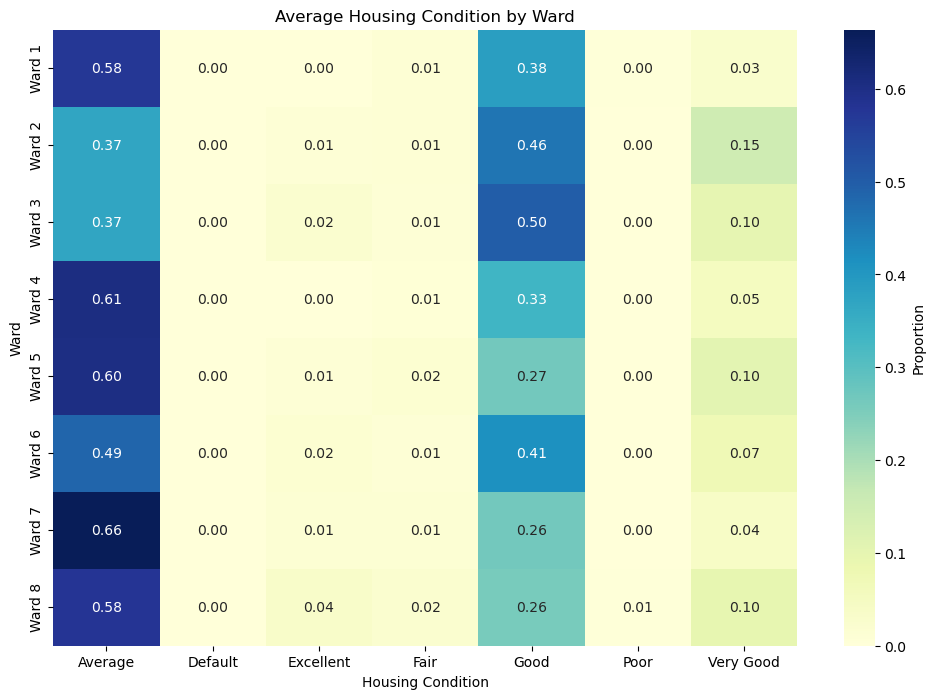 Average Housing Condition by Ward
Ward
Ward 1 0.58 0.00 0.00 0.01 0.38 0.00 0.03
Ward 2 0.37 0.00 0.01 0.01 0.46 0.00 0.15
Ward 3 0.37 0.00 0.02 0.01 0.50 0.00 0.10
Ward 4 0.61 0.00 0.00 0.01 0.33 0.00 0.05
Ward 5 0.60 0.00 0.01 0.02 0.27 0.00 0.10
Ward 6 0.49 0.00 0.02 0.01 0.41 0.00 0.07
Ward 7 0.66 0.00 0.01 0.01 0.26 0.00 0.04
Ward 8 0.58 0.00 0.04 0.02 0.26 0.01 0.10
Average Default Excellent Fair Good Poor Very Good
Housing Condition
0.6
0.5
0.4
0.3
0.2
0.1
0.0
Proportion